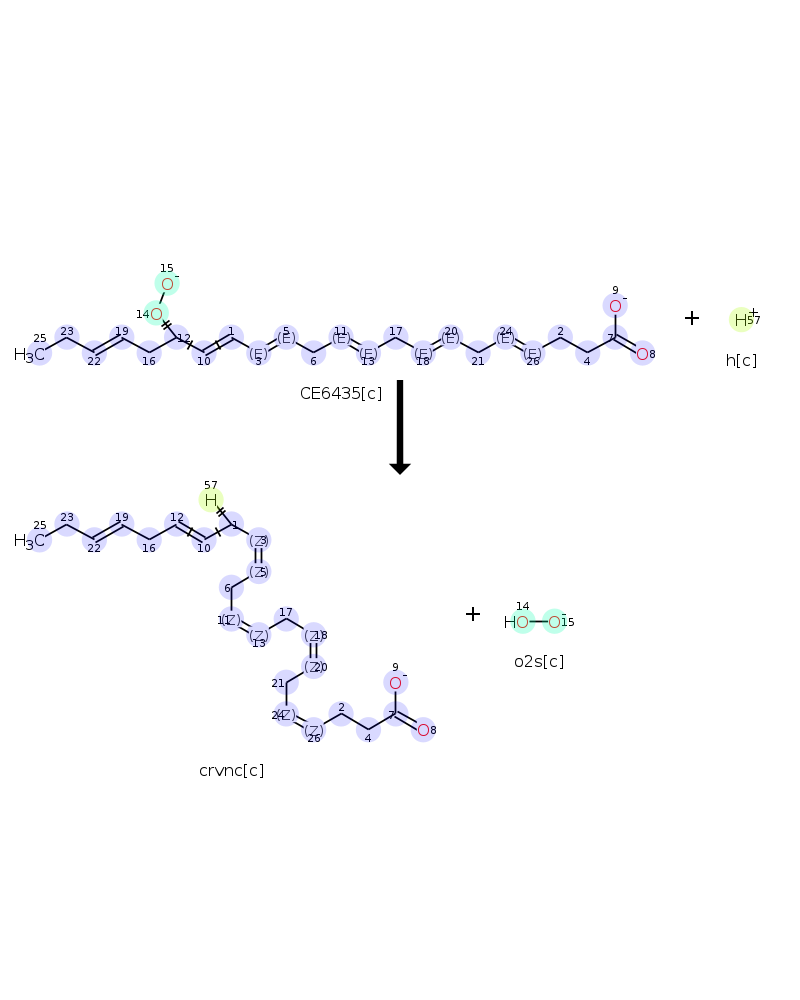 15
O-
14 O
9
O-
25 23 19 12 1 5 11 17 20 24 2 7
H3C (E) (E) (E) (E) (E) (E) (E) (E) O 8
22 16 10 3 6 13 18 21 26 4
+ H+ 57
h[c]
CE6435[c]
57
H
25 23 19 12 1
H3C 22 16 10 (Z) 3
(Z) 5
6
11 (Z) 17
(Z) 13 (Z) 18
(Z) 20
21
9
O-
24 (Z) 2 7
(Z) 26 4 O 8
+
14
HO O- 15
o2s[c]
crvnc[c]